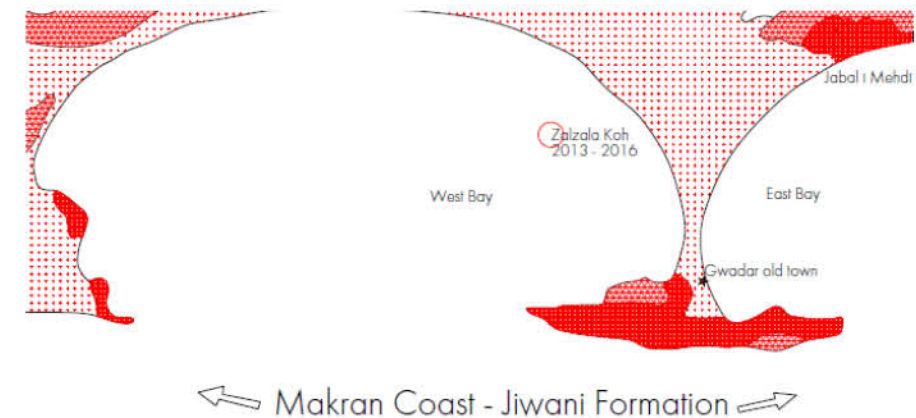 Jabal I Mehdi
Zalzala Koh
2013 - 2016
West Bay
East Bay
Gwadar old town
Makran Coast - Jiwani Formation